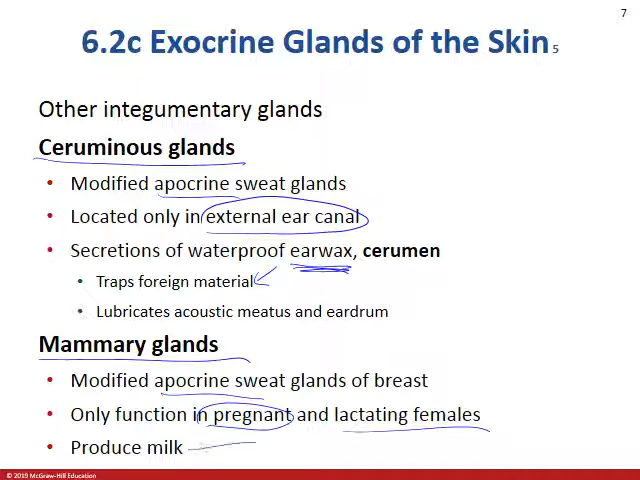 7
6.2c Exocrine Glands of the Skin 5
Other integumentary glands
Ceruminous glands
• Modified apocrine sweat glands
• Located only in external ear canal
• Secretions of waterproof earwax, cerumen
• Traps foreign material
• Lubricates acoustic meatus and eardrum
Mammary glands
• Modified apocrine sweat glands of breast
• Only function in pregnant and lactating females
• Produce milk
© 2019 McGraw-Hill Education